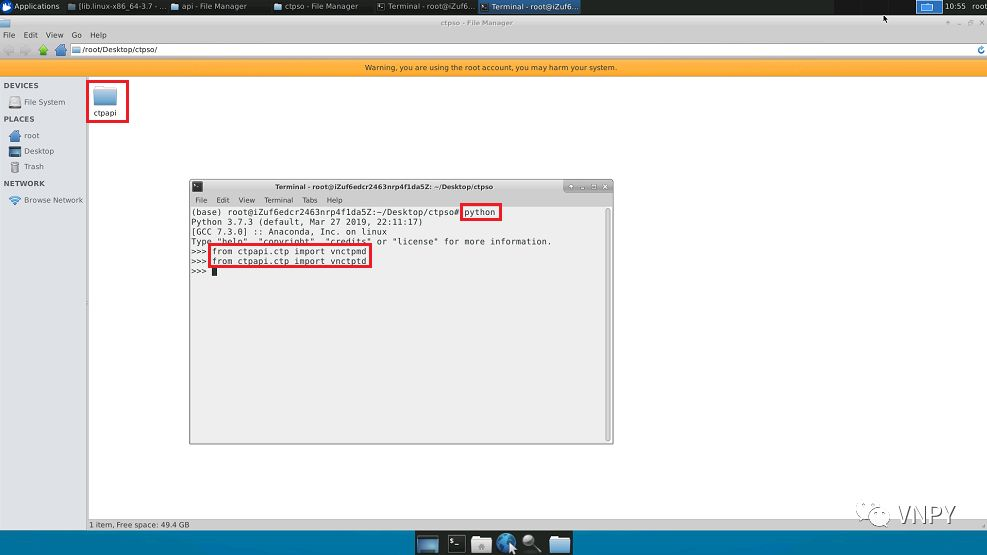 Applications [lib.linux-x86_64-3.7 - ... api - File Manager ctpso - File Manager Terminal - root@iZuf6... Terminal - root@iZuf6... 10:55 root
ctpso - File Manager
File Edit View Go Help
/root/Desktop/ctpso/
Warning, you are using the root account, you may harm your system.
DEVICES
File System
PLACES
root
Desktop
Trash
NETWORK
Browse Network
ctpapi
Terminal - root@iZuf6edcr2463nrp4f1da5Z: ~/Desktop/ctpso
File Edit View Terminal Tabs Help
(base) root@iZuf6edcr2463nrp4f1da5Z:~/Desktop/ctpso# python
Python 3.7.3 (default, Mar 27 2019, 22:11:17)
[GCC 7.3.0] :: Anaconda, Inc. on linux
Type "help", "copyright", "credits" or "license" for more information.
>>> from ctpapi.ctp import vnctpmd
>>> from ctpapi.ctp import vnctptd
>>>
1 item, Free space: 49.4 GB
VNPY